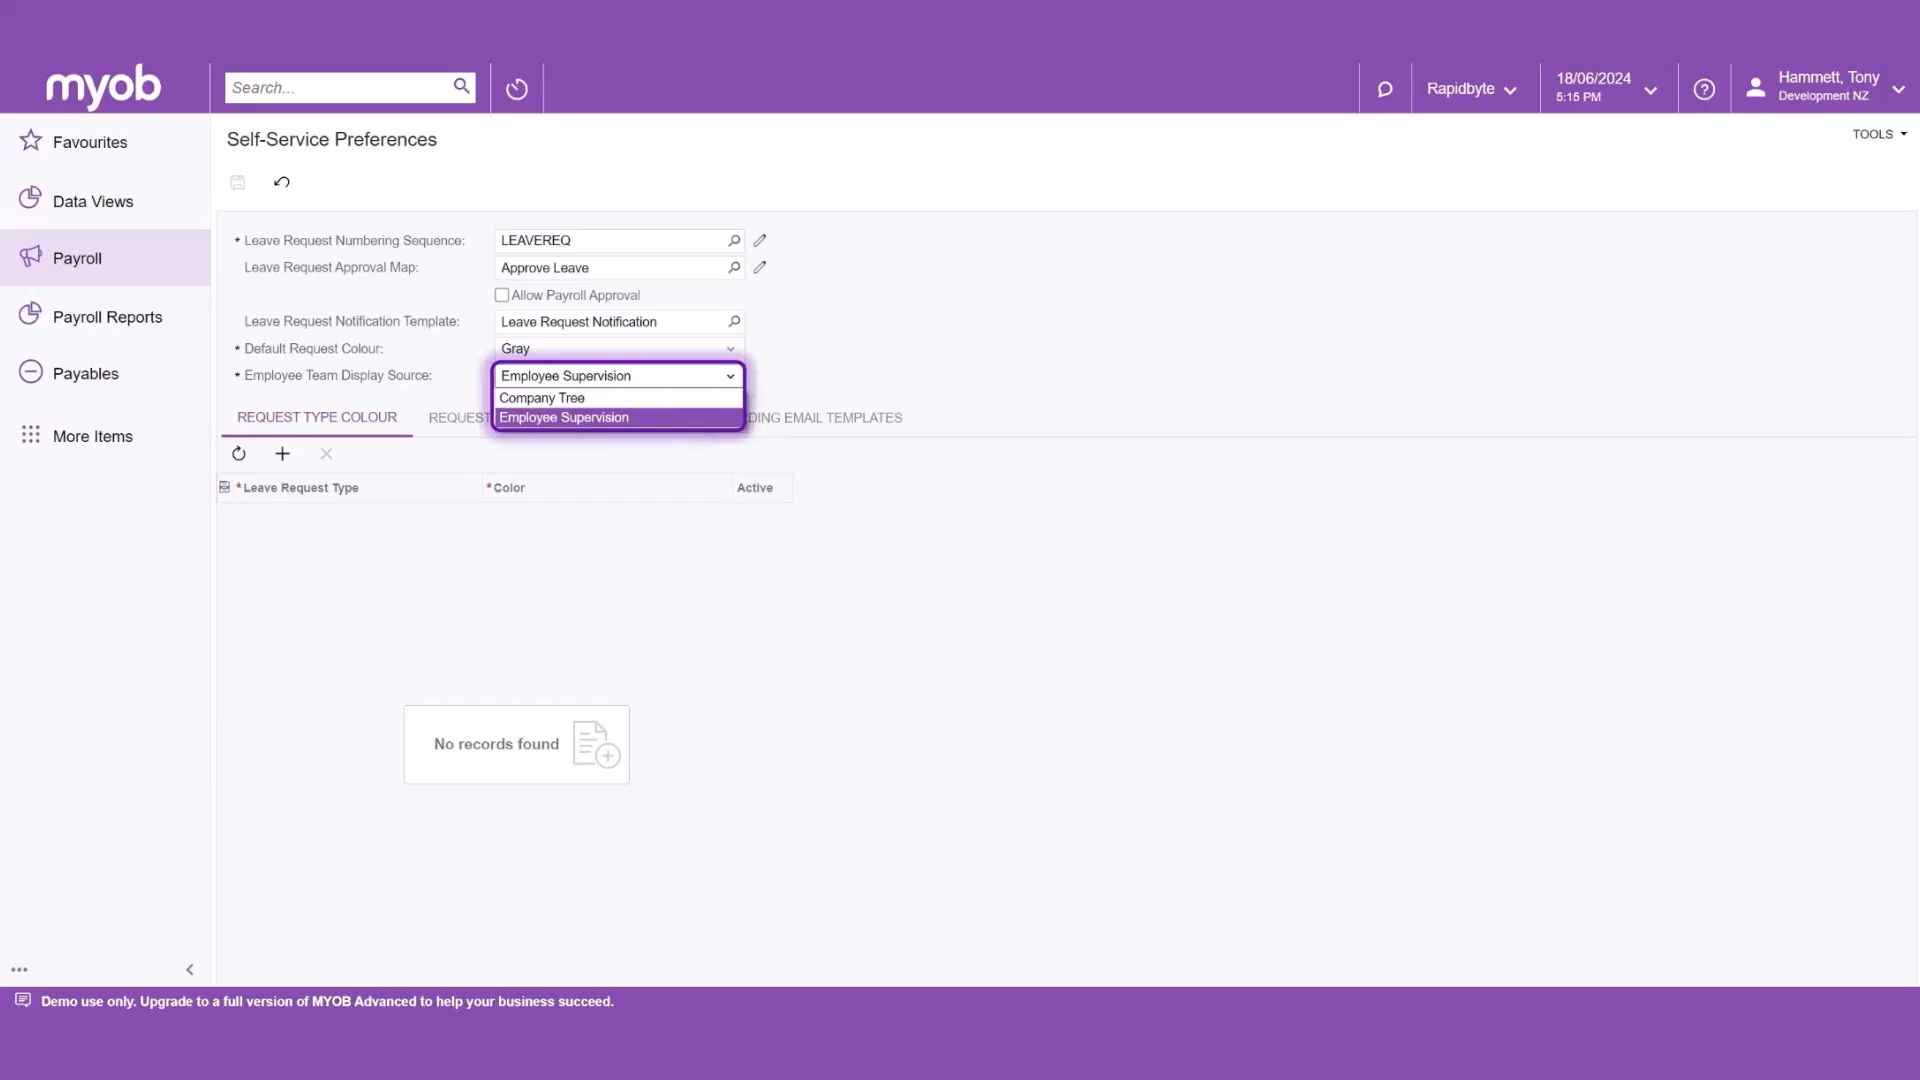 myob
Search...
Rapidbyte
18/06/2024
5:15 PM
Hammett, Tony
Development NZ
Favourites
Data Views
Payroll
Payroll Reports
Payables
More Items
Self-Service Preferences
TOOLS
* Leave Request Numbering Sequence: LEAVEREQ
Leave Request Approval Map: Approve Leave
Allow Payroll Approval
Leave Request Notification Template: Leave Request Notification
* Default Request Colour: Gray
* Employee Team Display Source: Employee Supervision
Company Tree
Employee Supervision
REQUEST TYPE COLOUR REQUEST DING EMAIL TEMPLATES
* Leave Request Type * Color Active
No records found
Demo use only. Upgrade to a full version of MYOB Advanced to help your business succeed.